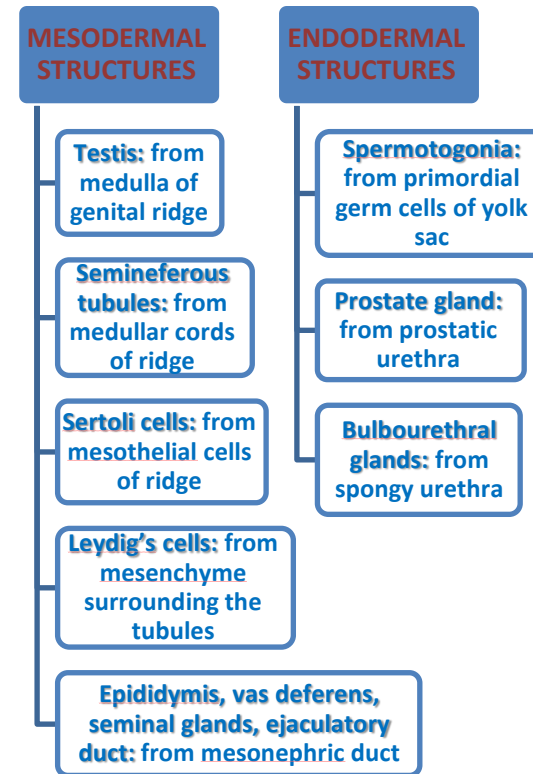 MESODERMAL
STRUCTURES
Testis: from
medulla of
genital ridge
Semineferous
tubules: from
medullar cords
of ridge
Sertoli cells: from
mesothelial cells
of ridge
Leydig's cells: from
mesenchyme
surrounding the
tubules
Epididymis, vas deferens,
seminal glands, ejaculatory
duct: from mesonephric duct
ENDODERMAL
STRUCTURES
Spermotogonia:
from primordial
germ cells of yolk
sac
Prostate gland:
from prostatic
urethra
Bulbourethral
glands: from
spongy urethra